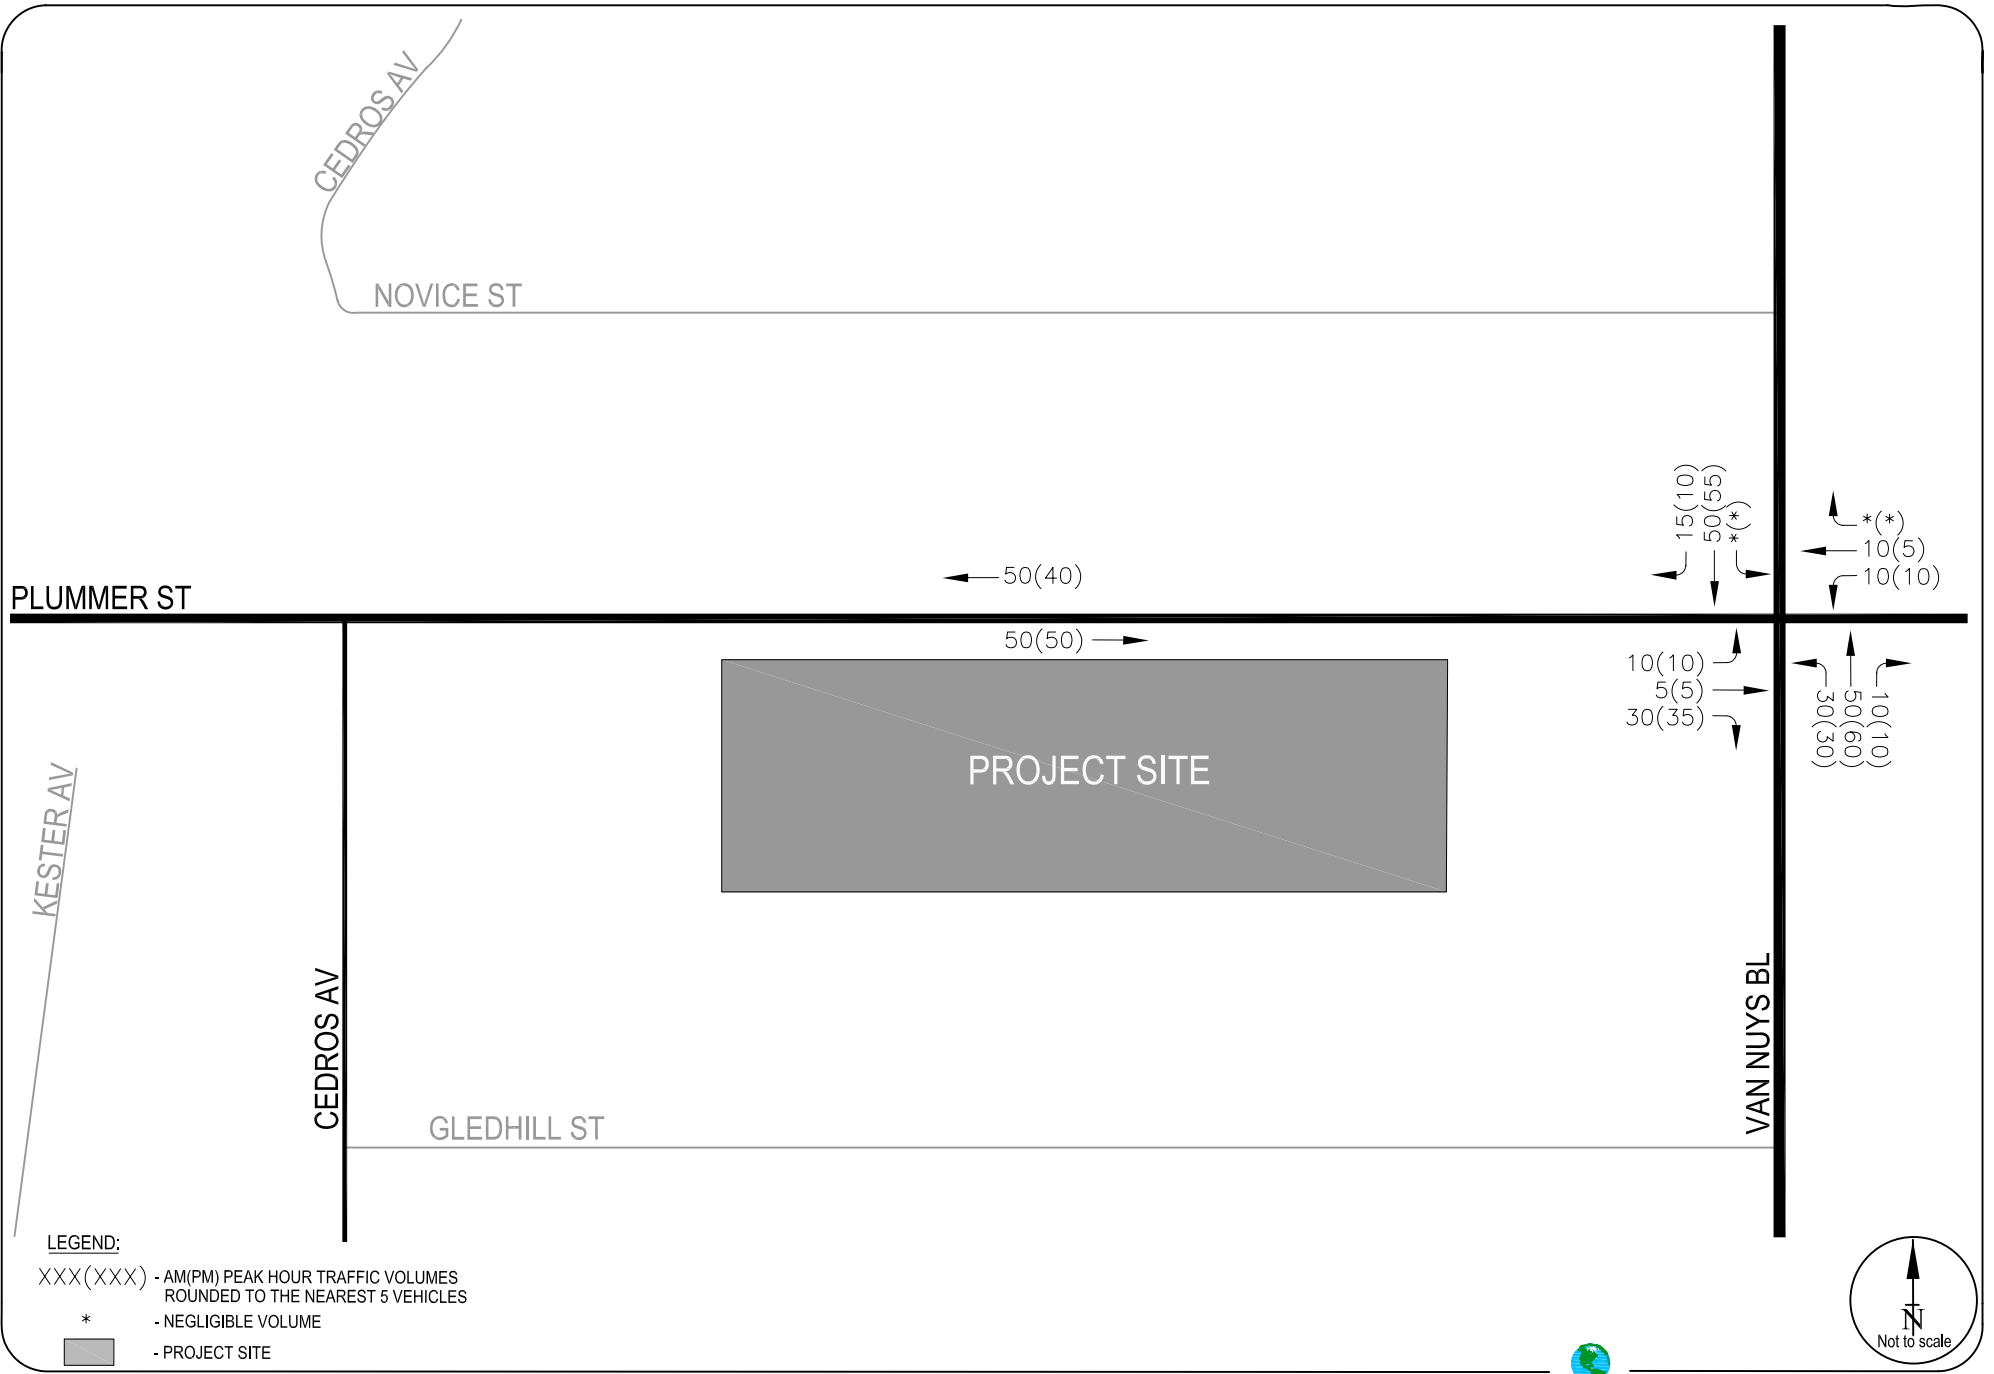 CEDROS AV
NOVICE ST
15(10)
50(55)
*(*)
*(*)
10(5)
10(10)
50(40)
PLUMMER ST
50(50)
10(10)
5(5)
30(35)
30(30)
50(60)
10(10)
PROJECT SITE
KESTER AV
CEDROS AV
VAN NUYS BL
GLEDHILL ST
LEGEND:
XXX(XXX) - AM(PM) PEAK HOUR TRAFFIC VOLUMES
ROUNDED TO THE NEAREST 5 VEHICLES
* - NEGLIGIBLE VOLUME
- PROJECT SITE
N
Not to scale